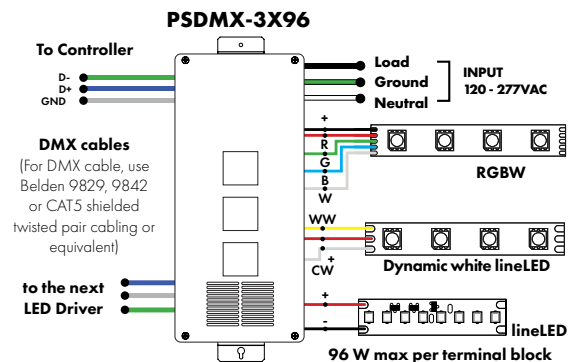 PSDMX-3X96
To Controller
D-
D+
GND
DMX cables
(For DMX cable, use
Belden 9829, 9842
or CAT5 shielded
twisted pair cabling or
equivalent)
to the next
LED Driver
Load
Ground
Neutral
INPUT
120 - 277VAC
+
R
G
B
W
RGBW
WW
+
CW
Dynamic white lineLED
+
-
lineLED
96 W max per terminal block